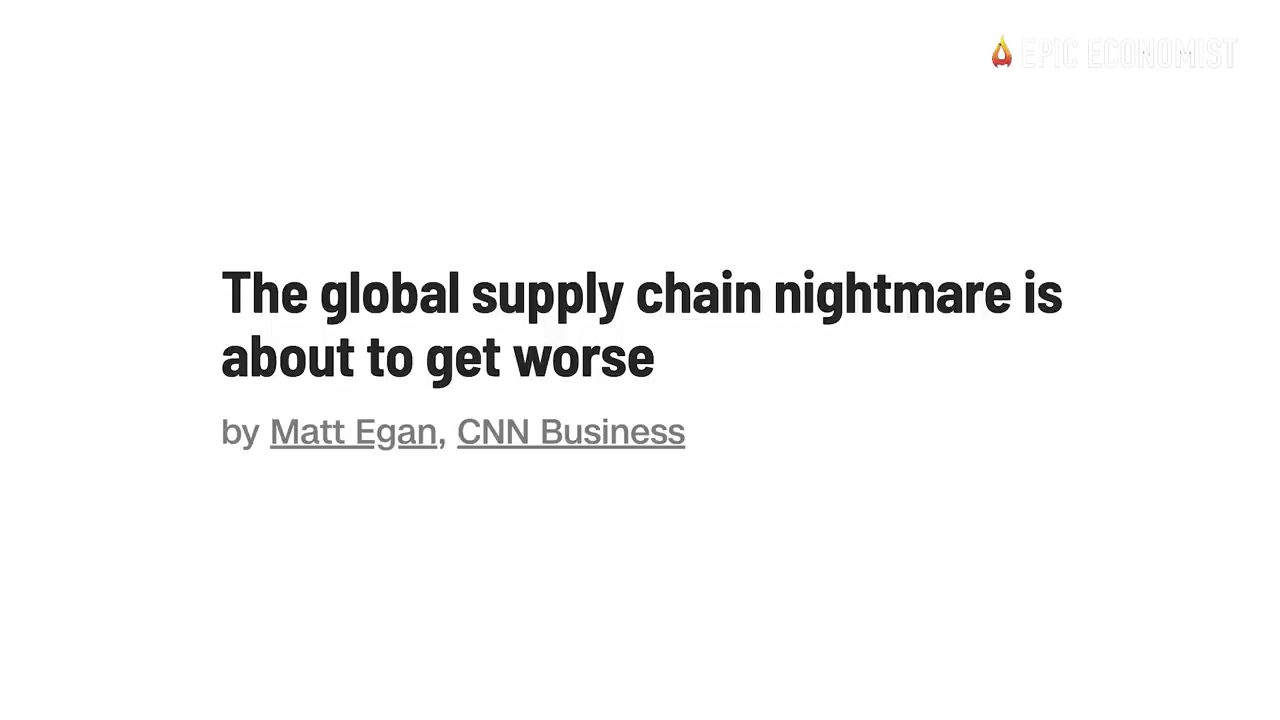 EPIC ECONOMIST
The global supply chain nightmare is
about to get worse
by Matt Egan, CNN Business